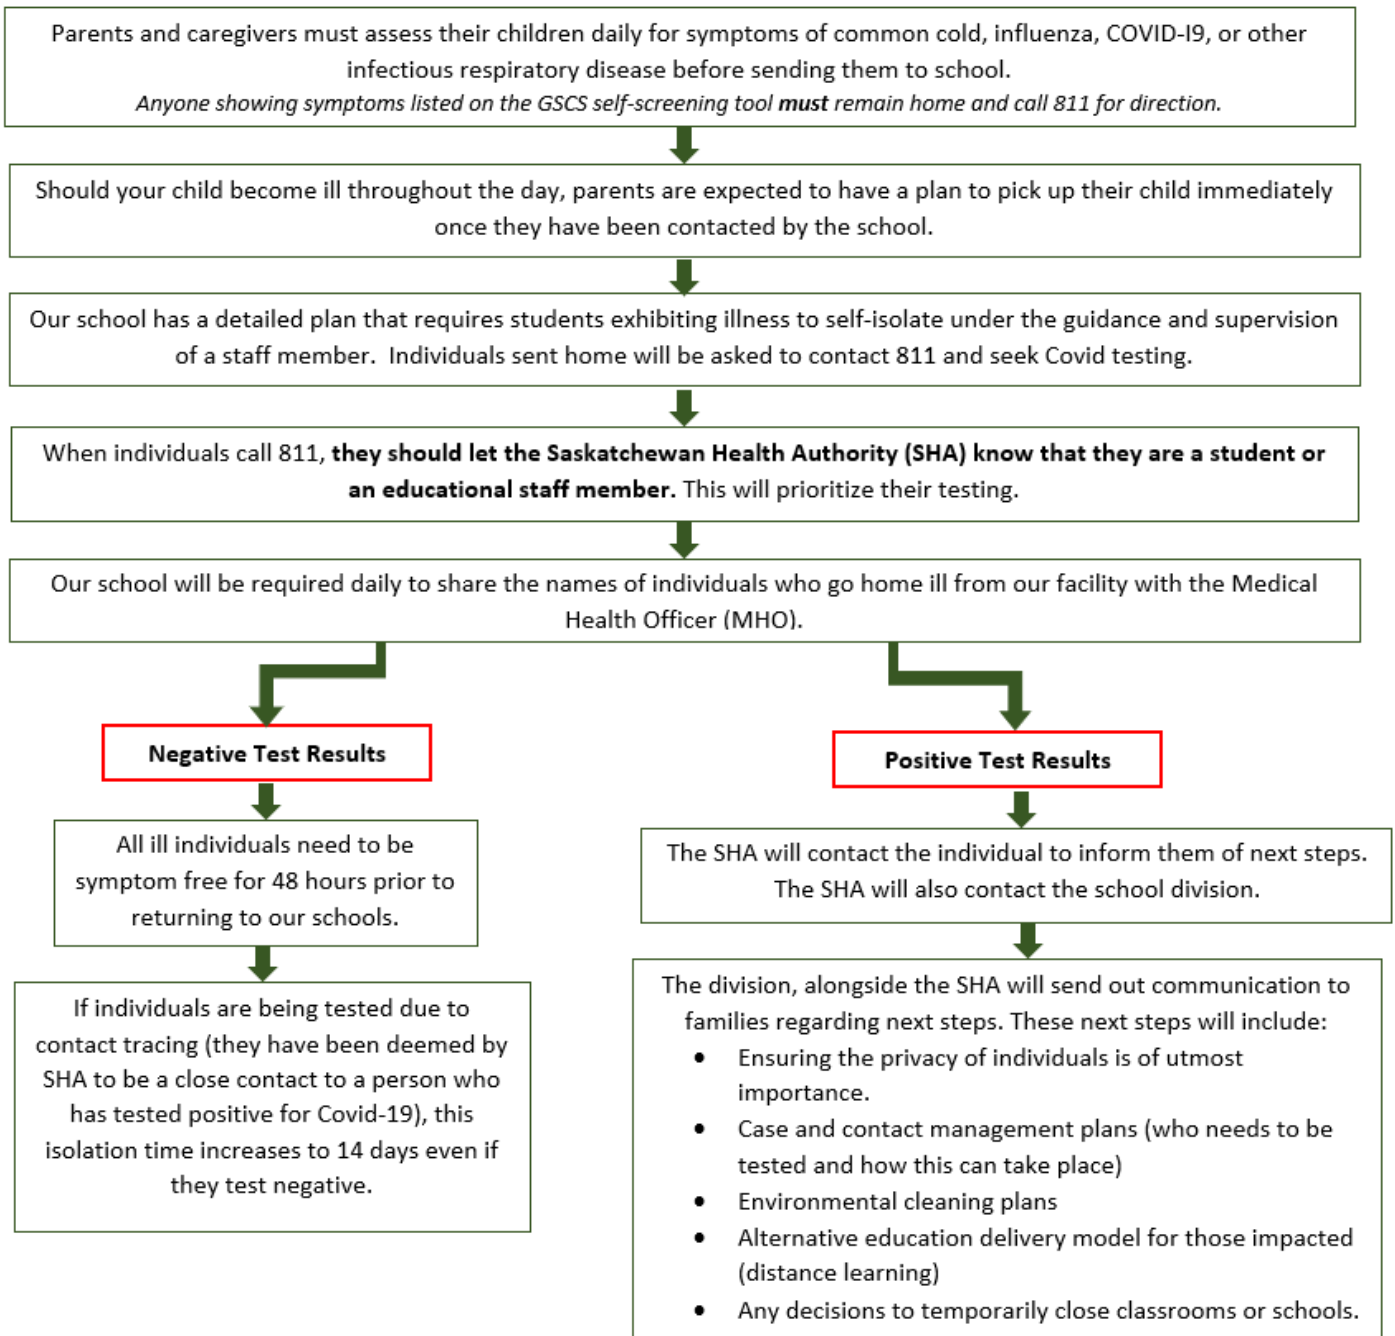 Parents and caregivers must assess their children daily for symptoms of common cold, influenza, COVID-I9, or other
infectious respiratory disease before sending them to school.
Anyone showing symptoms listed on the GSCS self-screening tool must remain home and call 811 for direction.
Should your child become ill throughout the day, parents are expected to have a plan to pick up their child immediately
once they have been contacted by the school.
Our school has a detailed plan that requires students exhibiting illness to self-isolate under the guidance and supervision
of a staff member.  Individuals sent home will be asked to contact 811 and seek Covid testing.
When individuals call 811, they should let the Saskatchewan Health Authority (SHA) know that they are a student or
an educational staff member. This will prioritize their testing.
Our school will be required daily to share the names of individuals who go home ill from our facility with the Medical
Health Officer (MHO).
Negative Test Results
All ill individuals need to be
symptom free for 48 hours prior to
returning to our schools.
If individuals are being tested due to
contact tracing (they have been deemed by
SHA to be a close contact to a person who
has tested positive for Covid-19), this
isolation time increases to 14 days even if
they test negative.
Positive Test Results
The SHA will contact the individual to inform them of next steps.
The SHA will also contact the school division.
The division, alongside the SHA will send out communication to
families regarding next steps. These next steps will include:
• Ensuring the privacy of individuals is of utmost
importance.
• Case and contact management plans (who needs to be
tested and how this can take place)
• Environmental cleaning plans
• Alternative education delivery model for those impacted
(distance learning)
• Any decisions to temporarily close classrooms or schools.